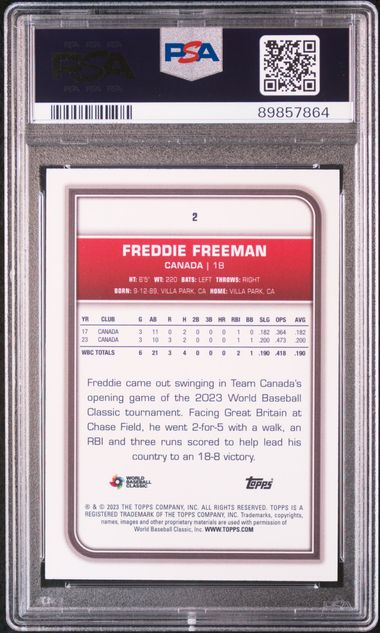 PSA
PSA PSA PSA
PSA
PSA PSA PSA
89857864
2
FREDDIE FREEMAN
CANADA | 1B
HT: 6'5" WT: 220 BATS: LEFT THROWS: RIGHT
BORN: 9-12-89, VILLA PARK, CA HOME: VILLA PARK, CA
YR CLUB G AB R H 2B 3B HR RBI BB SLG OPS AVG
17 CANADA 3 11 0 2 0 0 0 1 0 .182 .364 .182
23 CANADA 3 10 3 2 0 0 0 1 1 .200 .473 .200
WBC TOTALS 6 21 3 4 0 0 0 2 1 .190 .418 .190
Freddie came out swinging in Team Canada's
opening game of the 2023 World Baseball
Classic tournament. Facing Great Britain at
Chase Field, he went 2-for-5 with a walk, an
RBI and three runs scored to help lead his
country to an 18-8 victory.
WORLD
BASEBALL
CLASSIC
Topps
® & © 2023 THE TOPPS COMPANY, INC. ALL RIGHTS RESERVED. TOPPS IS A
REGISTERED TRADEMARK OF THE TOPPS COMPANY, INC. Trademarks, copyrights,
names, images and other proprietary materials are used with permission of
World Baseball Classic, Inc. WWW.TOPPS.COM